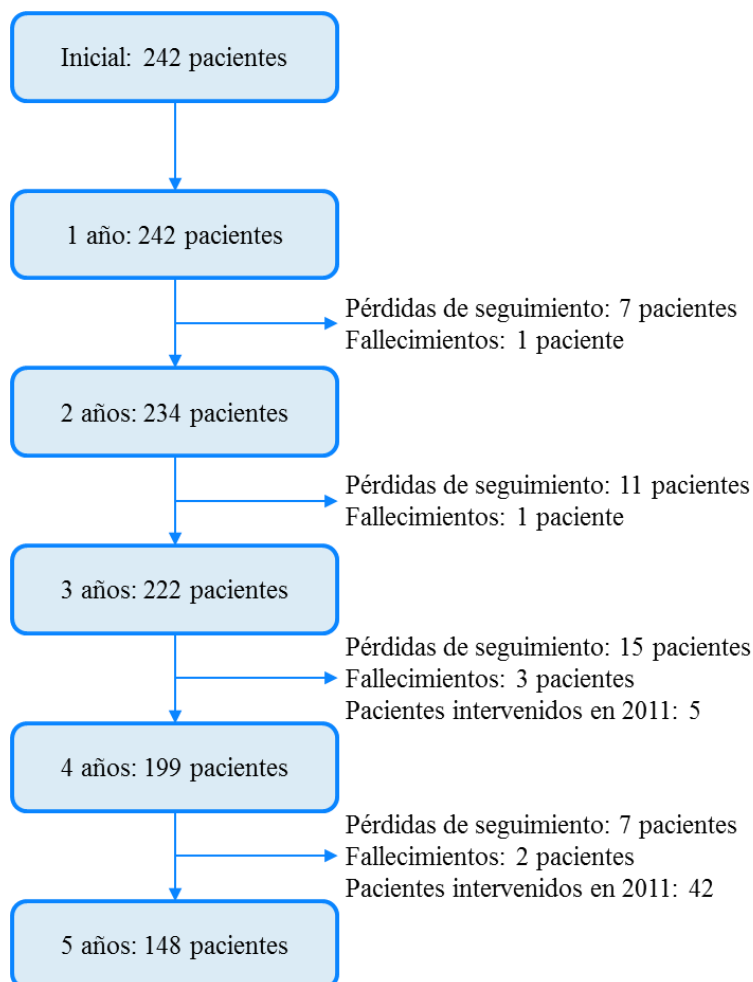 Inicial: 242 pacientes
1 año: 242 pacientes
Pérdidas de seguimiento: 7 pacientes
Fallecimientos: 1 paciente
2 años: 234 pacientes
Pérdidas de seguimiento: 11 pacientes
Fallecimientos: 1 paciente
3 años: 222 pacientes
Pérdidas de seguimiento: 15 pacientes
Fallecimientos: 3 pacientes
Pacientes intervenidos en 2011: 5
4 años: 199 pacientes
Pérdidas de seguimiento: 7 pacientes
Fallecimientos: 2 pacientes
Pacientes intervenidos en 2011: 42
5 años: 148 pacientes